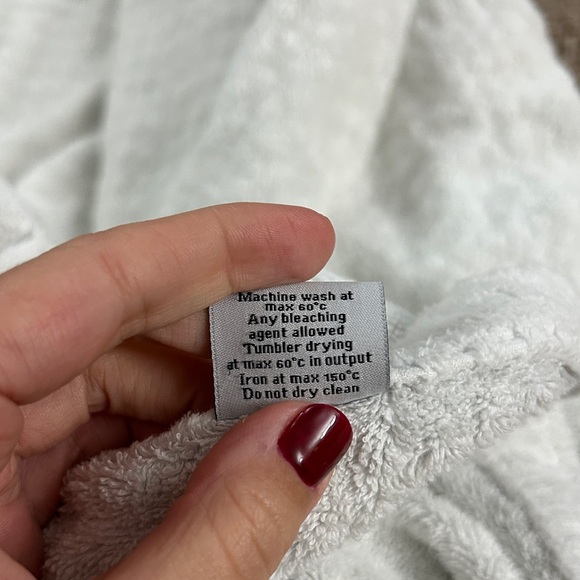 Machine wash at
max 60°c
Any bleaching
agent allowed
Tumbler drying
at max 60°c in output
Iron at max 150°c
Do not dry clean